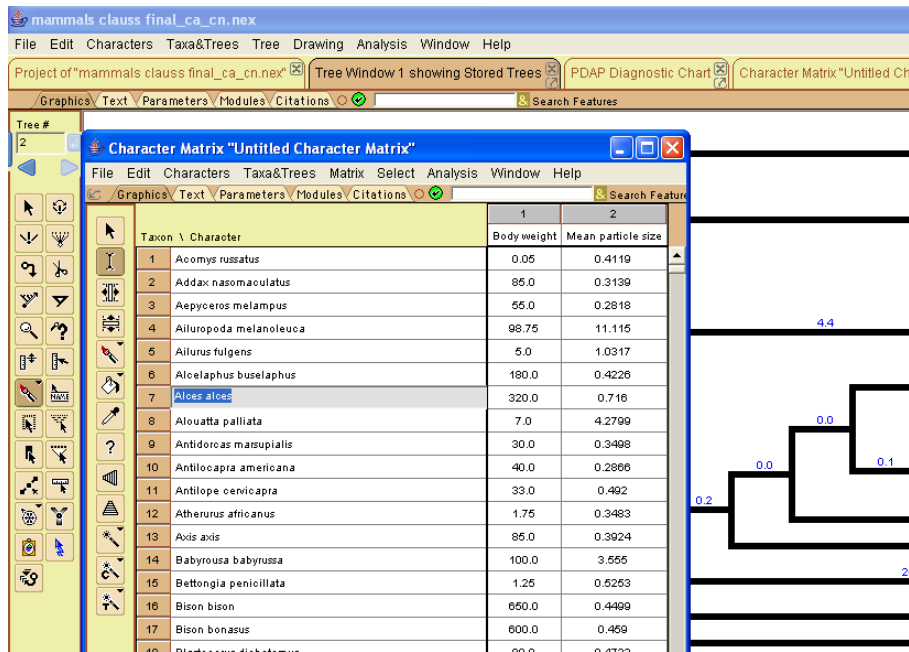 mammals clauss final_ca_cn.nex
File Edit Characters Taxa&Trees Tree Drawing Analysis Window Help
Project of "mammals clauss final_ca_cn.nex" Tree Window 1 showing Stored Trees PDAP Diagnostic Chart Character Matrix "Untitled Ch
Graphics Text Parameters Modules Citations & Search Features
Tree #
2
Character Matrix "Untitled Character Matrix"
File Edit Characters Taxa&Trees Matrix Select Analysis Window Help
Graphics Text Parameters Modules Citations & Search Feature
1 2
Taxon \ Character Body weight Mean particle size
1 Acomys russatus 0.05 0.4119
2 Addax nasomaculatus 85.0 0.3139
3 Aepyceros melampus 55.0 0.2818
4 Ailuropoda melanoleuca 98.75 11.115
5 Ailurus fulgens 5.0 1.0317
6 Alcelaphus buselaphus 180.0 0.4226
7 Alces alces 320.0 0.716
8 Alouatta palliata 7.0 4.2799
9 Antidorcas marsupialis 30.0 0.3498
10 Antilocapra americana 40.0 0.2866
11 Antilope cervicapra 33.0 0.492
12 Atherurus africanus 1.75 0.3483
13 Axis axis 85.0 0.3924
14 Babyrousa babyrussa 100.0 3.555
15 Bettongia penicillata 1.25 0.5253
16 Bison bison 650.0 0.4499
17 Bison bonasus 600.0 0.459
4.4
0.0
0.0
0.1
0.2
2
NAME
?
C
T